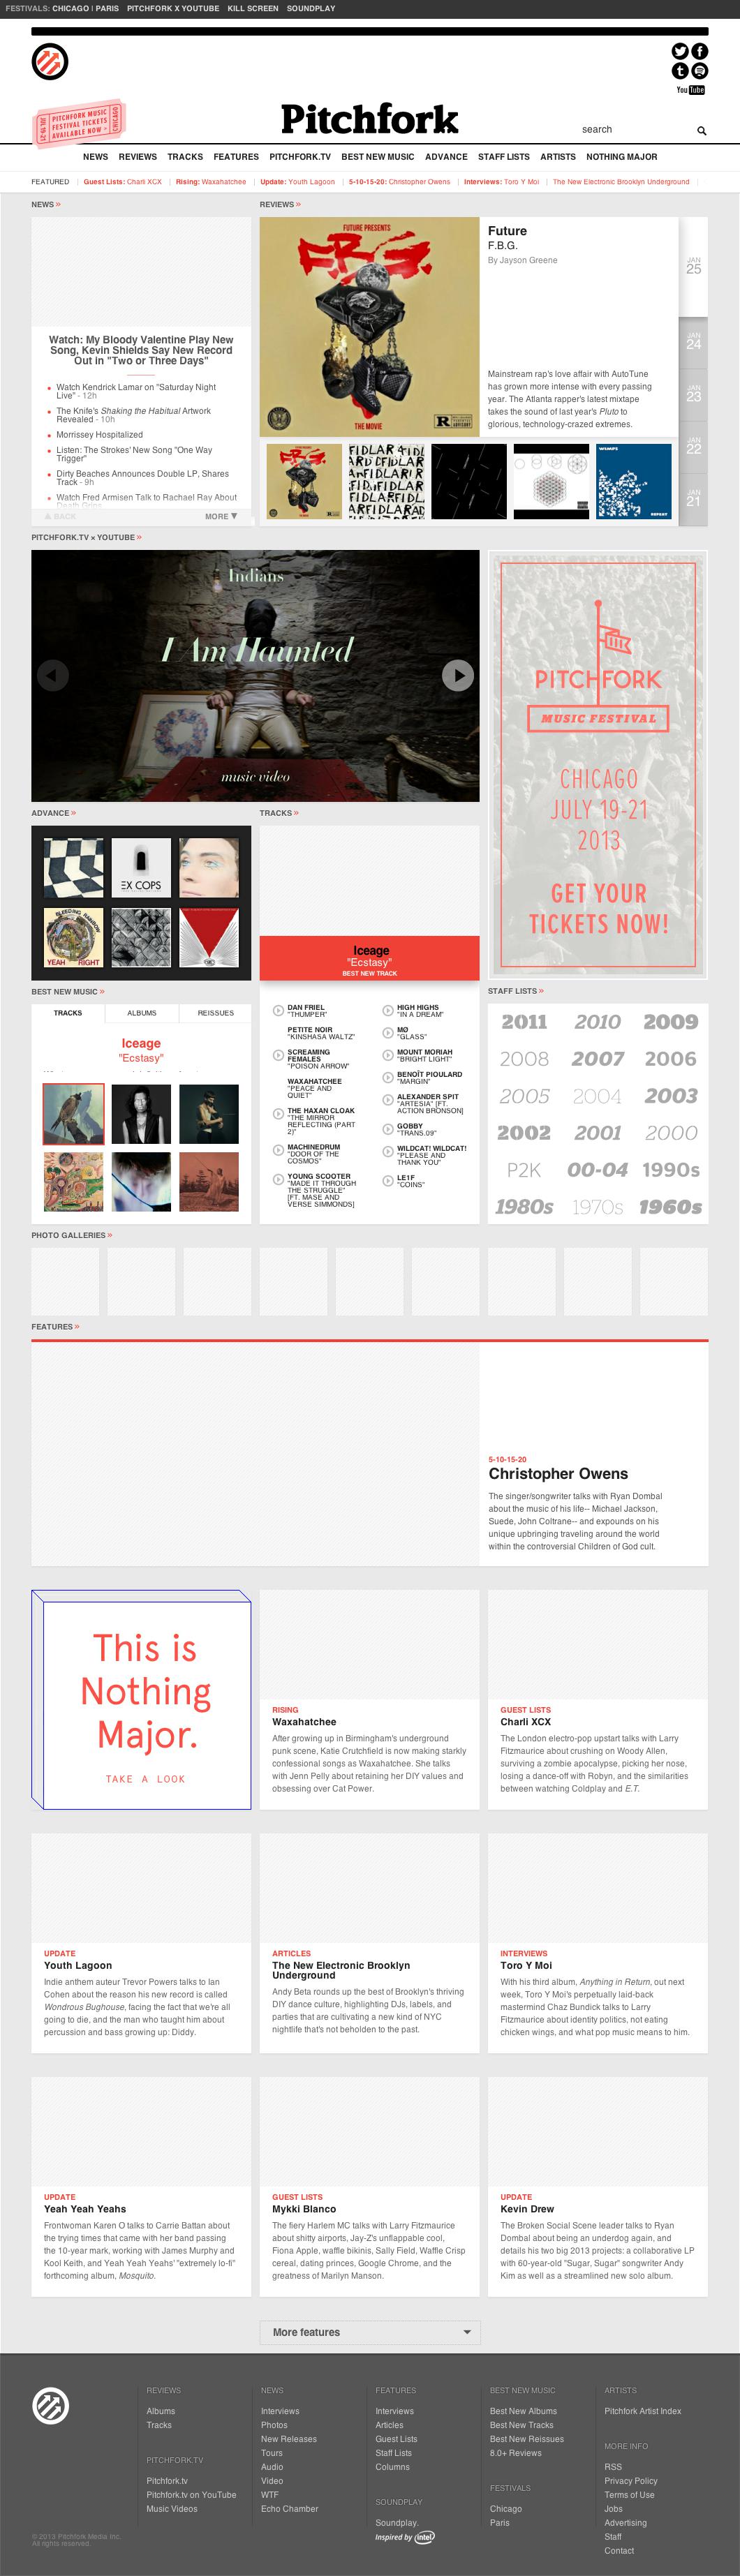 FESTIVALS: CHICAGO | PARIS PITCHFORK X YOUTUBE KILL SCREEN SOUNDPLAY
You Tube
PITCHFORK MUSIC
FESTIVAL TICKETS
AVAILABLE NOW >
CHICAGO
JUL 19-21
Pitchfork
search
NEWS REVIEWS TRACKS FEATURES PITCHFORK.TV BEST NEW MUSIC ADVANCE STAFF LISTS ARTISTS NOTHING MAJOR
FEATURED | Guest Lists: Charli XCX | Rising: Waxahatchee | Update: Youth Lagoon | 5-10-15-20: Christopher Owens | Interviews: Toro Y Moi | The New Electronic Brooklyn Underground |
NEWS »
Watch: My Bloody Valentine Play New
Song, Kevin Shields Say New Record
Out in "Two or Three Days"
Watch Kendrick Lamar on "Saturday Night
Live" - 12h
The Knife's Shaking the Habitual Artwork
Revealed - 10h
Morrissey Hospitalized
Listen: The Strokes' New Song "One Way
Trigger"
Dirty Beaches Announces Double LP, Shares
Track - 9h
Watch Fred Armisen Talk to Rachael Ray About
Death Grips
BACK
MORE
REVIEWS »
FUTURE PRESENTS
FBG
THE MOVIE
R
Future
F.B.G.
By Jayson Greene
Mainstream rap's love affair with AutoTune
has grown more intense with every passing
year. The Atlanta rapper's latest mixtape
takes the sound of last year's Pluto to
glorious, technology-crazed extremes.
JAN
25
JAN
24
JAN
23
JAN
22
JAN
21
FIDLAR
WIMPS
REPEAT
PITCHFORK.TV × YOUTUBE »
Indians
I Am Haunted
music video
PITCHFORK
MUSIC FESTIVAL
CHICAGO
JULY 19-21
2013
GET YOUR
TICKETS NOW!
ADVANCE »
EX COPS
BLEEDING RAINBOW
YEAH RIGHT
TRACKS »
Iceage
"Ecstasy"
BEST NEW TRACK
DAN FRIEL
"THUMPER"
PETITE NOIR
"KINSHASA WALTZ"
SCREAMING
FEMALES
"POISON ARROW"
WAXAHATCHEE
"PEACE AND
QUIET"
THE HAXAN CLOAK
"THE MIRROR
REFLECTING (PART
2)"
MACHINEDRUM
"DOOR OF THE
COSMOS"
YOUNG SCOOTER
"MADE IT THROUGH
THE STRUGGLE"
[FT. MASE AND
VERSE SIMMONDS]
HIGH HIGHS
"IN A DREAM"
MØ
"GLASS"
MOUNT MORIAH
"BRIGHT LIGHT"
BENOÎT PIOULARD
"MARGIN"
ALEXANDER SPIT
"ARTESIA" [FT.
ACTION BRONSON]
GOBBY
"TRANS.09"
WILDCAT! WILDCAT!
"PLEASE AND
THANK YOU"
LE1F
"COINS"
BEST NEW MUSIC »
TRACKS ALBUMS REISSUES
Iceage
"Ecstasy"
STAFF LISTS »
2011 2010 2009
2008 2007 2006
2005 2004 2003
2002 2001 2000
P2K 00-04 1990s
1980s 1970s 1960s
PHOTO GALLERIES »
FEATURES »
5-10-15-20
Christopher Owens
The singer/songwriter talks with Ryan Dombal
about the music of his life-- Michael Jackson,
Suede, John Coltrane-- and expounds on his
unique upbringing traveling around the world
within the controversial Children of God cult.
This is
Nothing
Major.
TAKE A LOOK
RISING
Waxahatchee
After growing up in Birmingham's underground
punk scene, Katie Crutchfield is now making starkly
confessional songs as Waxahatchee. She talks
with Jenn Pelly about retaining her DIY values and
obsessing over Cat Power.
GUEST LISTS
Charli XCX
The London electro-pop upstart talks with Larry
Fitzmaurice about crushing on Woody Allen,
surviving a zombie apocalypse, picking her nose,
losing a dance-off with Robyn, and the similarities
between watching Coldplay and E.T.
UPDATE
Youth Lagoon
Indie anthem auteur Trevor Powers talks to Ian
Cohen about the reason his new record is called
Wondrous Bughouse, facing the fact that we're all
going to die, and the man who taught him about
percussion and bass growing up: Diddy.
ARTICLES
The New Electronic Brooklyn
Underground
Andy Beta rounds up the best of Brooklyn's thriving
DIY dance culture, highlighting DJs, labels, and
parties that are cultivating a new kind of NYC
nightlife that's not beholden to the past.
INTERVIEWS
Toro Y Moi
With his third album, Anything in Return, out next
week, Toro Y Moi's perpetually laid-back
mastermind Chaz Bundick talks to Larry
Fitzmaurice about identity politics, not eating
chicken wings, and what pop music means to him.
UPDATE
Yeah Yeah Yeahs
Frontwoman Karen O talks to Carrie Battan about
the trying times that came with her band passing
the 10-year mark, working with James Murphy and
Kool Keith, and Yeah Yeah Yeahs' "extremely lo-fi"
forthcoming album, Mosquito.
GUEST LISTS
Mykki Blanco
The fiery Harlem MC talks with Larry Fitzmaurice
about shitty airports, Jay-Z's unflappable cool,
Fiona Apple, waffle bikinis, Sally Field, Waffle Crisp
cereal, dating princes, Google Chrome, and the
greatness of Marilyn Manson.
UPDATE
Kevin Drew
The Broken Social Scene leader talks to Ryan
Dombal about being an underdog again, and
details his two big 2013 projects: a collaborative LP
with 60-year-old "Sugar, Sugar" songwriter Andy
Kim as well as a streamlined new solo album.
More features
REVIEWS
Albums
Tracks
PITCHFORK.TV
Pitchfork.tv
Pitchfork.tv on YouTube
Music Videos
NEWS
Interviews
Photos
New Releases
Tours
Audio
Video
WTF
Echo Chamber
FEATURES
Interviews
Articles
Guest Lists
Staff Lists
Columns
SOUNDPLAY
Soundplay.
Inspired by intel
BEST NEW MUSIC
Best New Albums
Best New Tracks
Best New Reissues
8.0+ Reviews
FESTIVALS
Chicago
Paris
ARTISTS
Pitchfork Artist Index
MORE INFO
RSS
Privacy Policy
Terms of Use
Jobs
Advertising
Staff
Contact
© 2013 Pitchfork Media Inc.
All rights reserved.